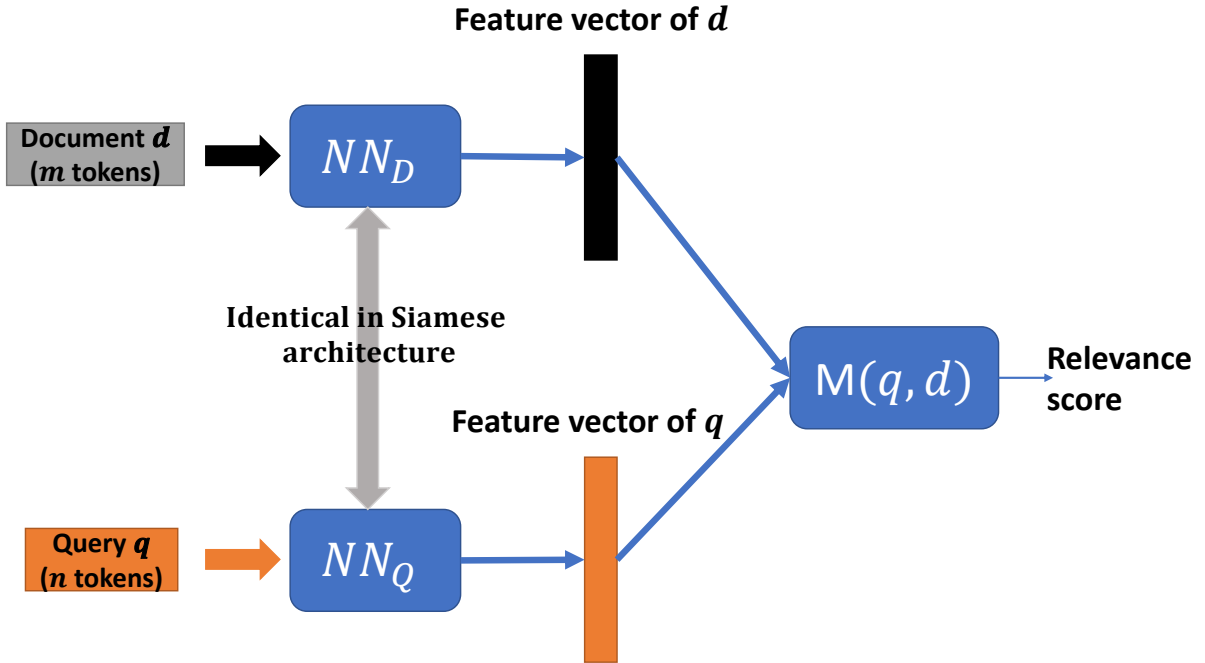 Feature vector of d
Document d
(m tokens)
NN_D
Identical in Siamese
architecture
M(q, d)
Relevance
score
Feature vector of q
Query q
(n tokens)
NN_Q